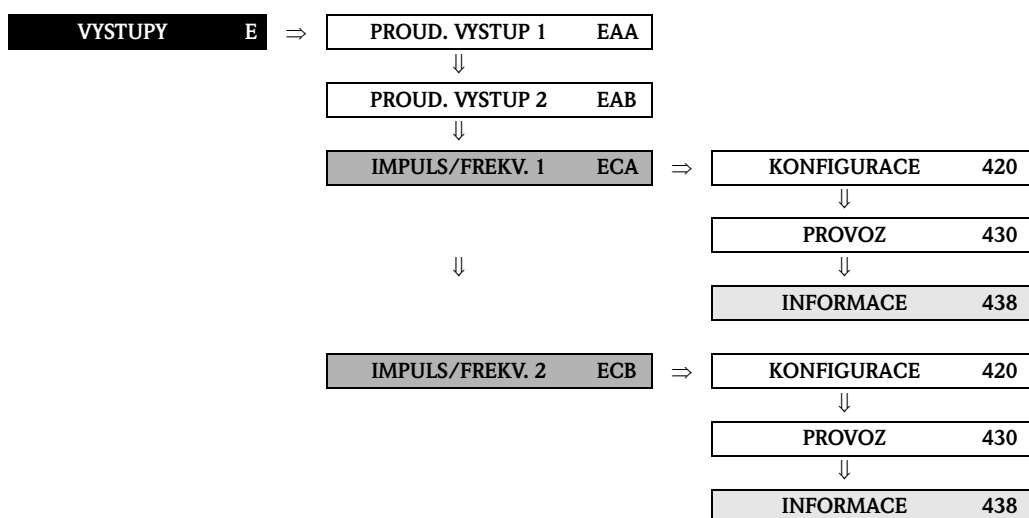 VYSTUPY E ⇒ PROUD. VYSTUP 1 EAA
⇓
PROUD. VYSTUP 2 EAB
⇓
IMPULS/FREKV. 1 ECA ⇒ KONFIGURACE 420
⇓
PROVOZ 430
⇓ ⇓
INFORMACE 438
IMPULS/FREKV. 2 ECB ⇒ KONFIGURACE 420
⇓
PROVOZ 430
⇓
INFORMACE 438